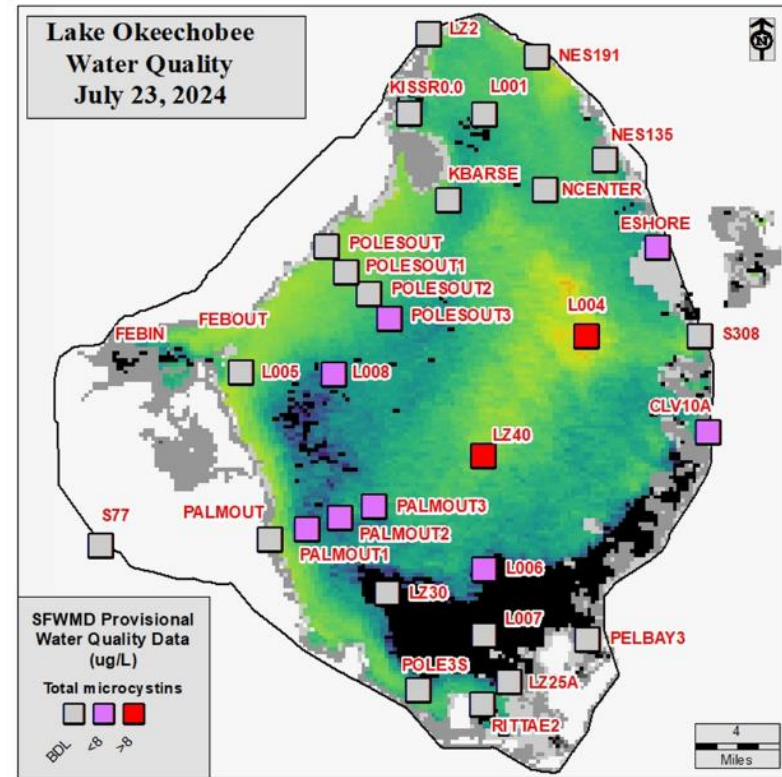 Lake Okeechobee
Water Quality
July 23, 2024
N
LZ2
NES191
KISSR0.0
L001
NES135
KBARSE
NCENTER
ESHORE
POLESOUT
POLESOUT1
POLESOUT2
L004
FEBOUT
POLESOUT3
FEBIN
S308
L005
L008
CLV10A
LZ40
PALMOUT3
S77
PALMOUT
PALMOUT2
PALMOUT1
L006
LZ30
SFWMD Provisional
Water Quality Data
(ug/L)
L007
PELBAY3
Total microcystins
POLE3S
LZ25A
RITTAE2
BDL
<8
>8
4
Miles